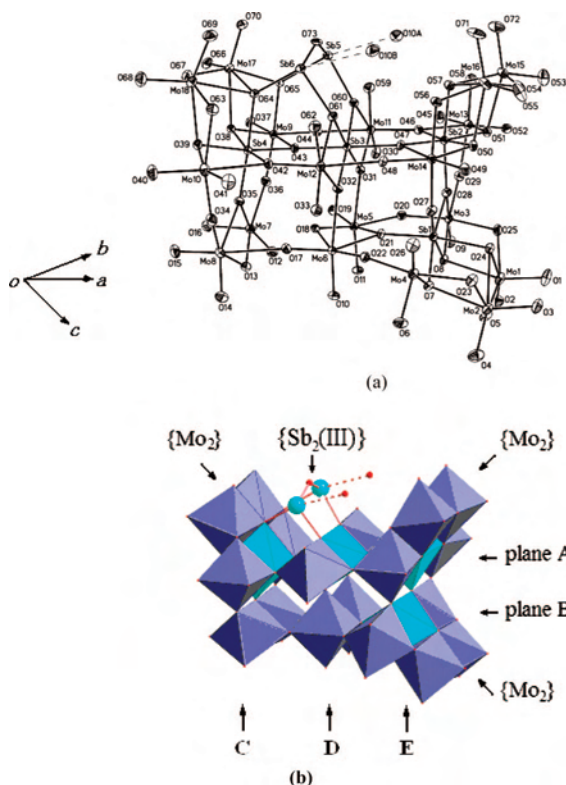 O70 O71 O72
O69
O73 Sb5 O10A
O66 Mo17 Sb6 O10B Mo16 Mo15
O67 O58
O68 Mo18 O65 O59 O57 O54 O53
O64 O60 O56 O55
O63 O61
O37 O62 Mo11 O46 O45 Mo13
O38 Mo9 O44 Sb2 O52
O39 Sb4 O43 Sb3 O30 O47 O51
O42 Mo12 O48 Mo14 O50
O40 Mo10 O41 O36 O31 O49
O35 O32 O29
O34 O33 O19 O20 O27 O28
O16 Mo7 O18 Mo5 Mo3 O25
b O15 O21 Sb1 O24
O Mo8 O12 O17 Mo6 O22 O26 O9
a O13 O11 O8 Mo1 O1
O14 O10 Mo4 O23 O2
c O7 Mo2 O3
O6 O5
O4
(a)
{Mo₂} {Sb₂(III)} {Mo₂}
plane A
plane B
{Mo₂}
C D E
(b)